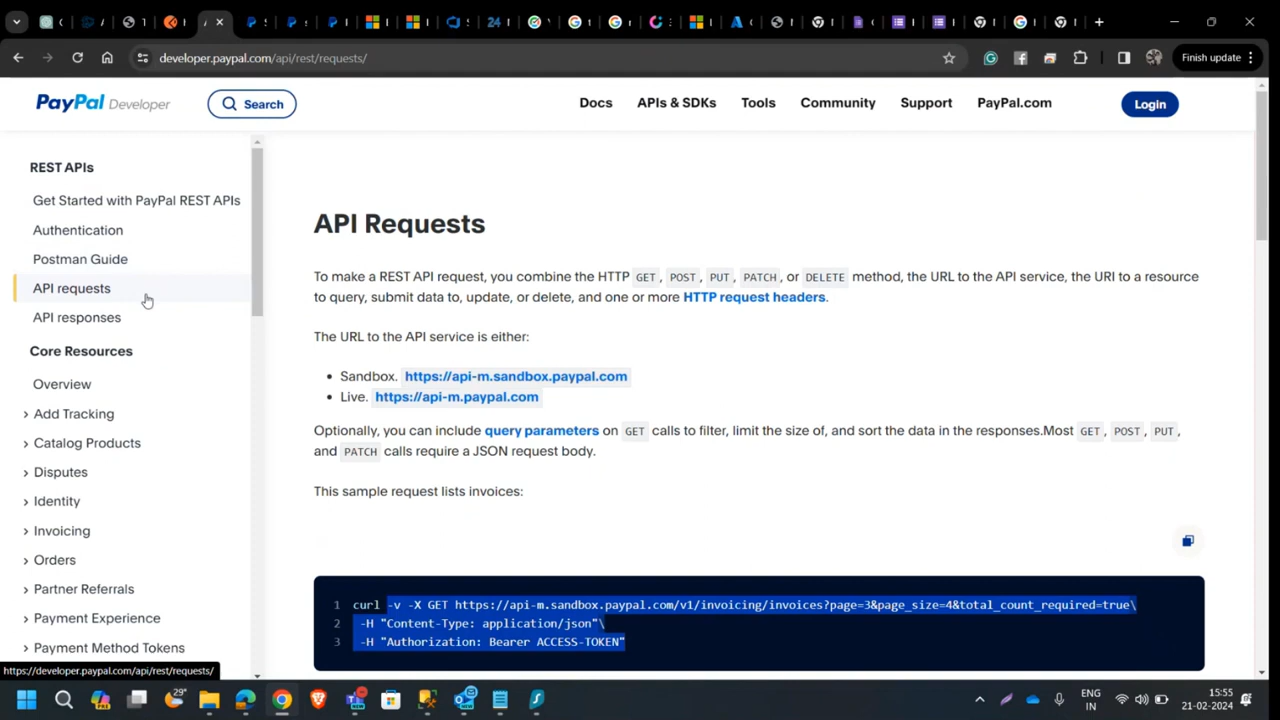 developer.paypal.com/api/rest/requests/
Finish update
PayPal Developer
Search
Docs
APIs & SDKs
Tools
Community
Support
PayPal.com
Login
REST APIs
Get Started with PayPal REST APIs
Authentication
Postman Guide
API requests
API responses
Core Resources
Overview
Add Tracking
Catalog Products
Disputes
Identity
Invoicing
Orders
Partner Referrals
Payment Experience
Payment Method Tokens
https://developer.paypal.com/api/rest/requests/
API Requests
To make a REST API request, you combine the HTTP GET, POST, PUT, PATCH, or DELETE method, the URL to the API service, the URI to a resource
to query, submit data to, update, or delete, and one or more HTTP request headers.
The URL to the API service is either:
• Sandbox. https://api-m.sandbox.paypal.com
• Live. https://api-m.paypal.com
Optionally, you can include query parameters on GET calls to filter, limit the size of, and sort the data in the responses.Most GET, POST, PUT,
and PATCH calls require a JSON request body.
This sample request lists invoices:
1 curl -v -X GET https://api-m.sandbox.paypal.com/v1/invoicing/invoices?page=3&page_size=4&total_count_required=true\
2 -H "Content-Type: application/json"\
3 -H "Authorization: Bearer ACCESS-TOKEN"
29°
ENG
IN
15:55
21-02-2024